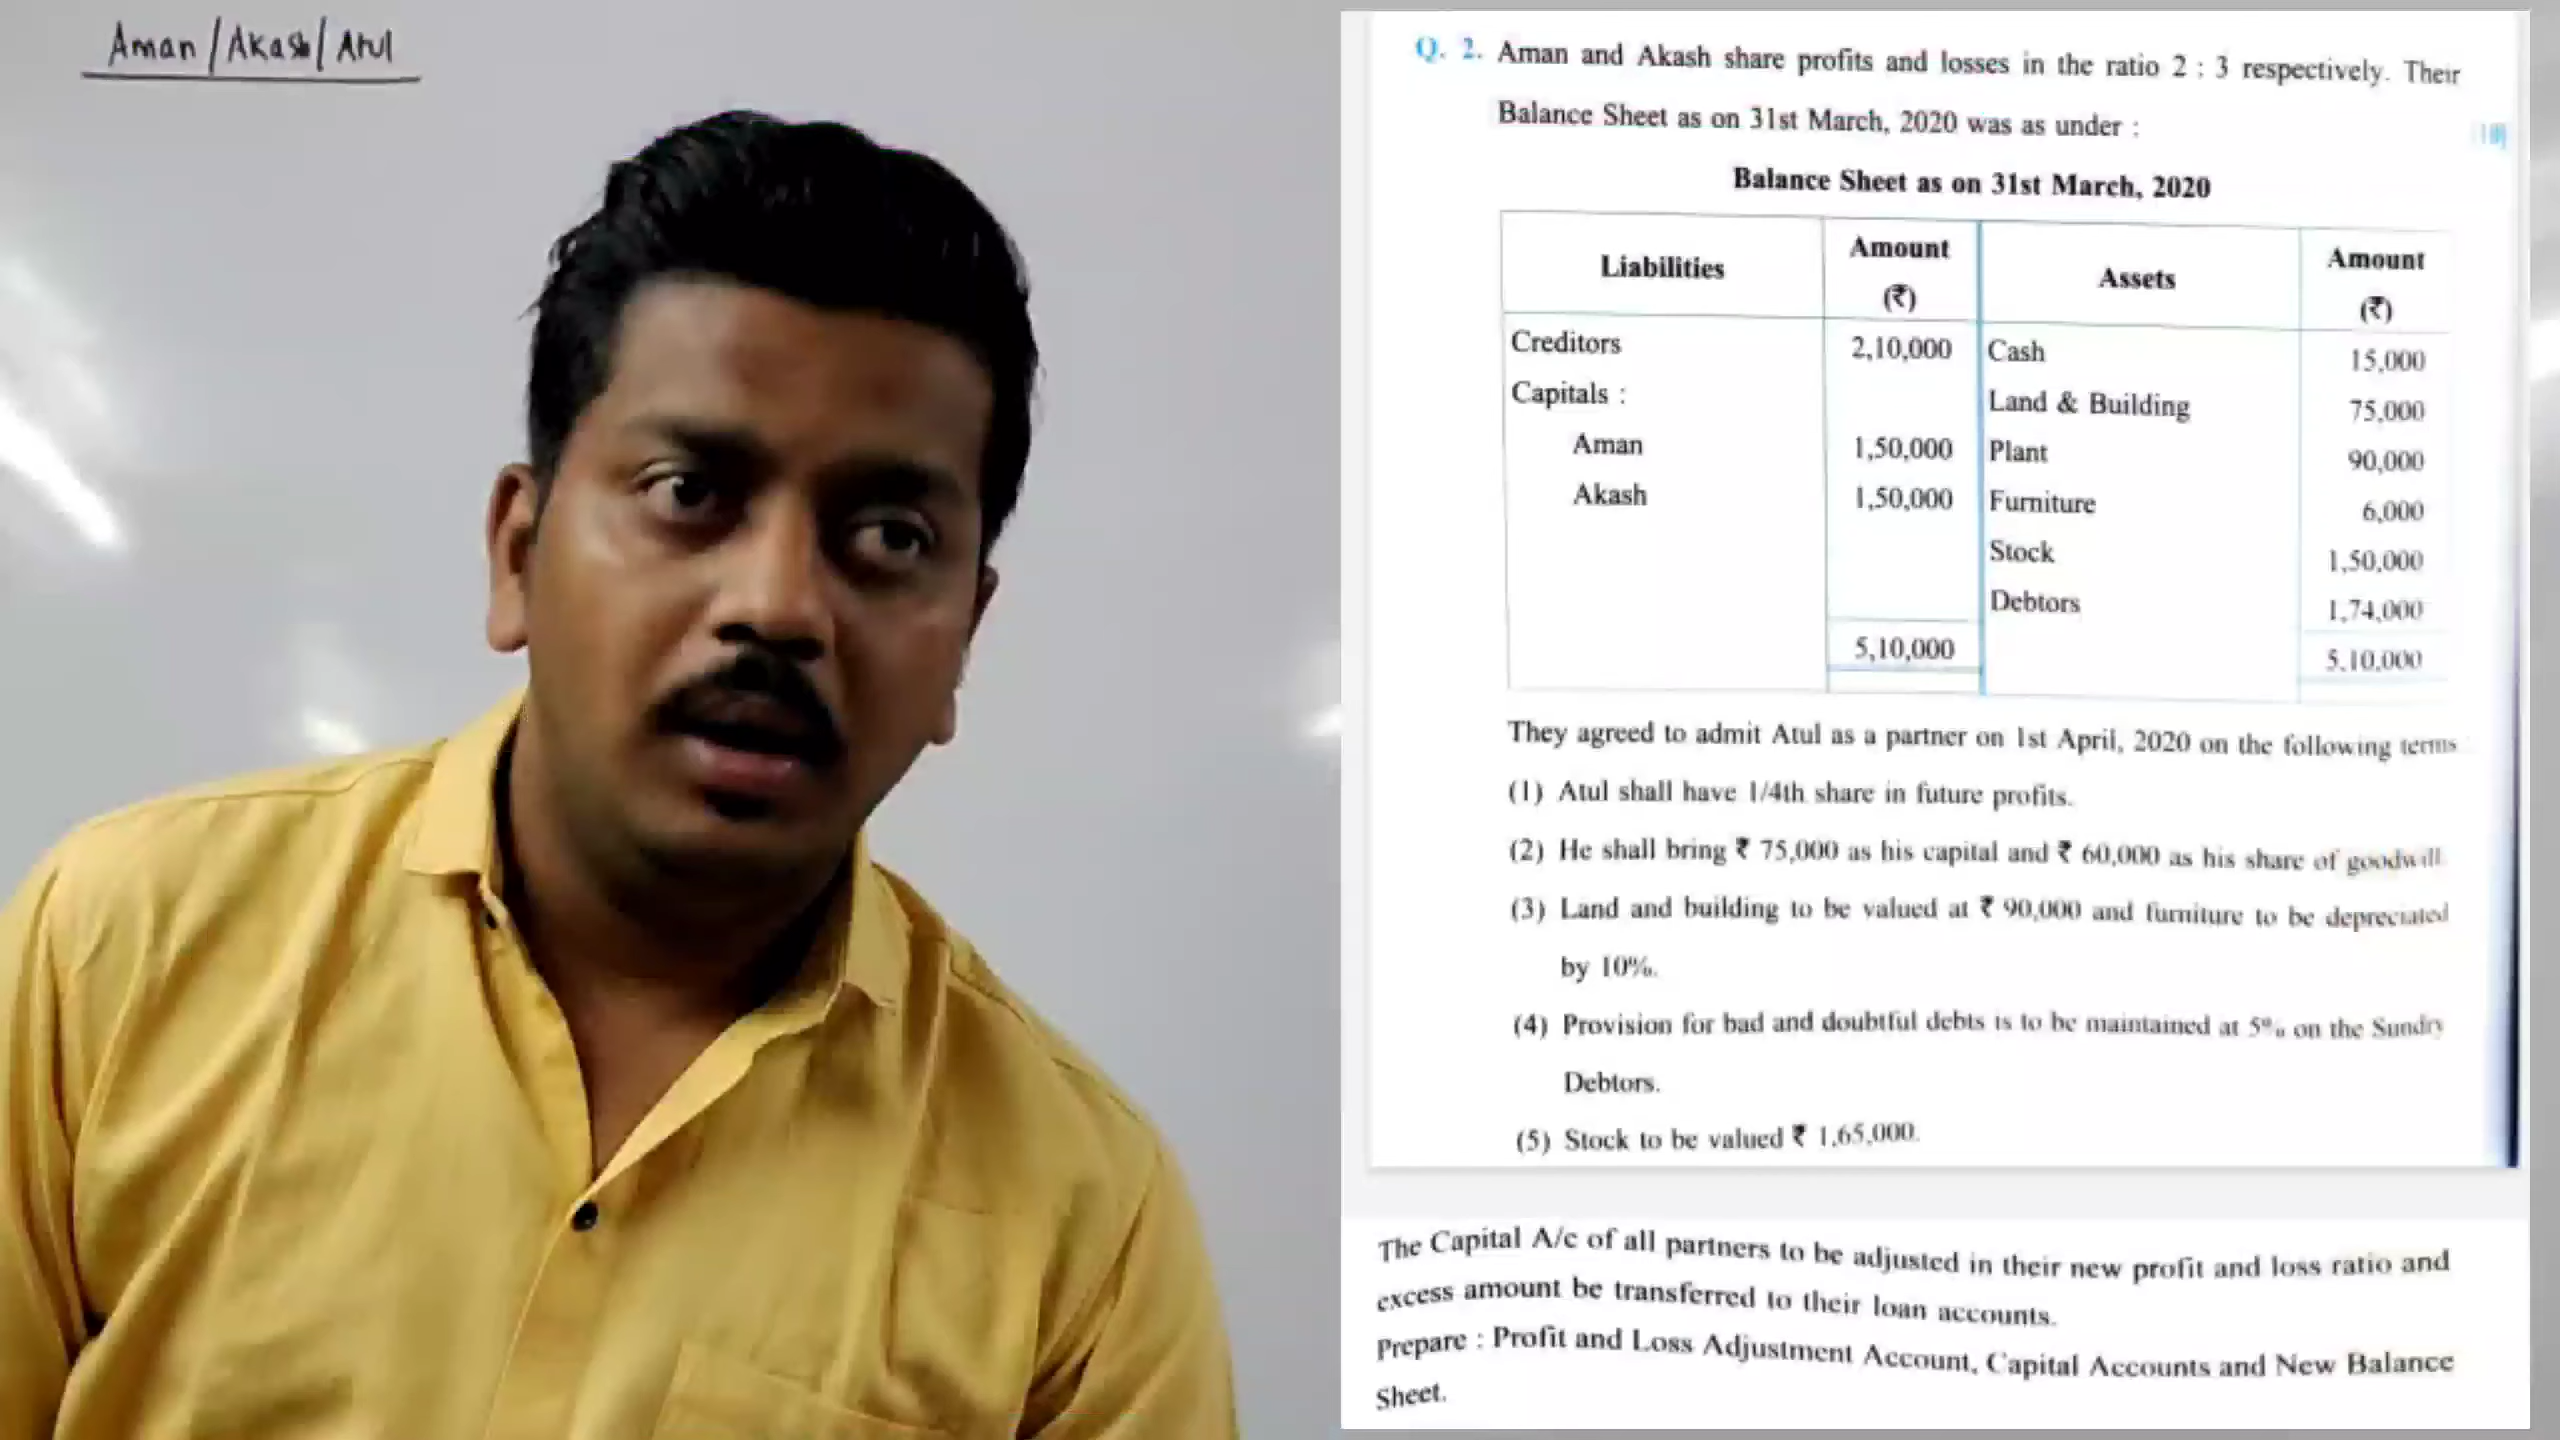 Aman/Akash/Atul
Q. 2. Aman and Akash share profits and losses in the ratio 2 : 3 respectively. Their
Balance Sheet as on 31st March, 2020 was as under :
Balance Sheet as on 31st March, 2020
Liabilities Amount (₹) Assets Amount (₹)
Creditors 2,10,000 Cash 15,000
Capitals : Land & Building 75,000
Aman 1,50,000 Plant 90,000
Akash 1,50,000 Furniture 6,000
Stock 1,50,000
Debtors 1,74,000
5,10,000 5,10,000
They agreed to admit Atul as a partner on 1st April, 2020 on the following terms
(1) Atul shall have 1/4th share in future profits.
(2) He shall bring ₹ 75,000 as his capital and ₹ 60,000 as his share of goodwill
(3) Land and building to be valued at ₹ 90,000 and furniture to be depreciated
by 10%.
(4) Provision for bad and doubtful debts is to be maintained at 5% on the Sundry
Debtors.
(5) Stock to be valued ₹ 1,65,000.
The Capital A/c of all partners to be adjusted in their new profit and loss ratio and
excess amount be transferred to their loan accounts.
Prepare : Profit and Loss Adjustment Account, Capital Accounts and New Balance
Sheet.